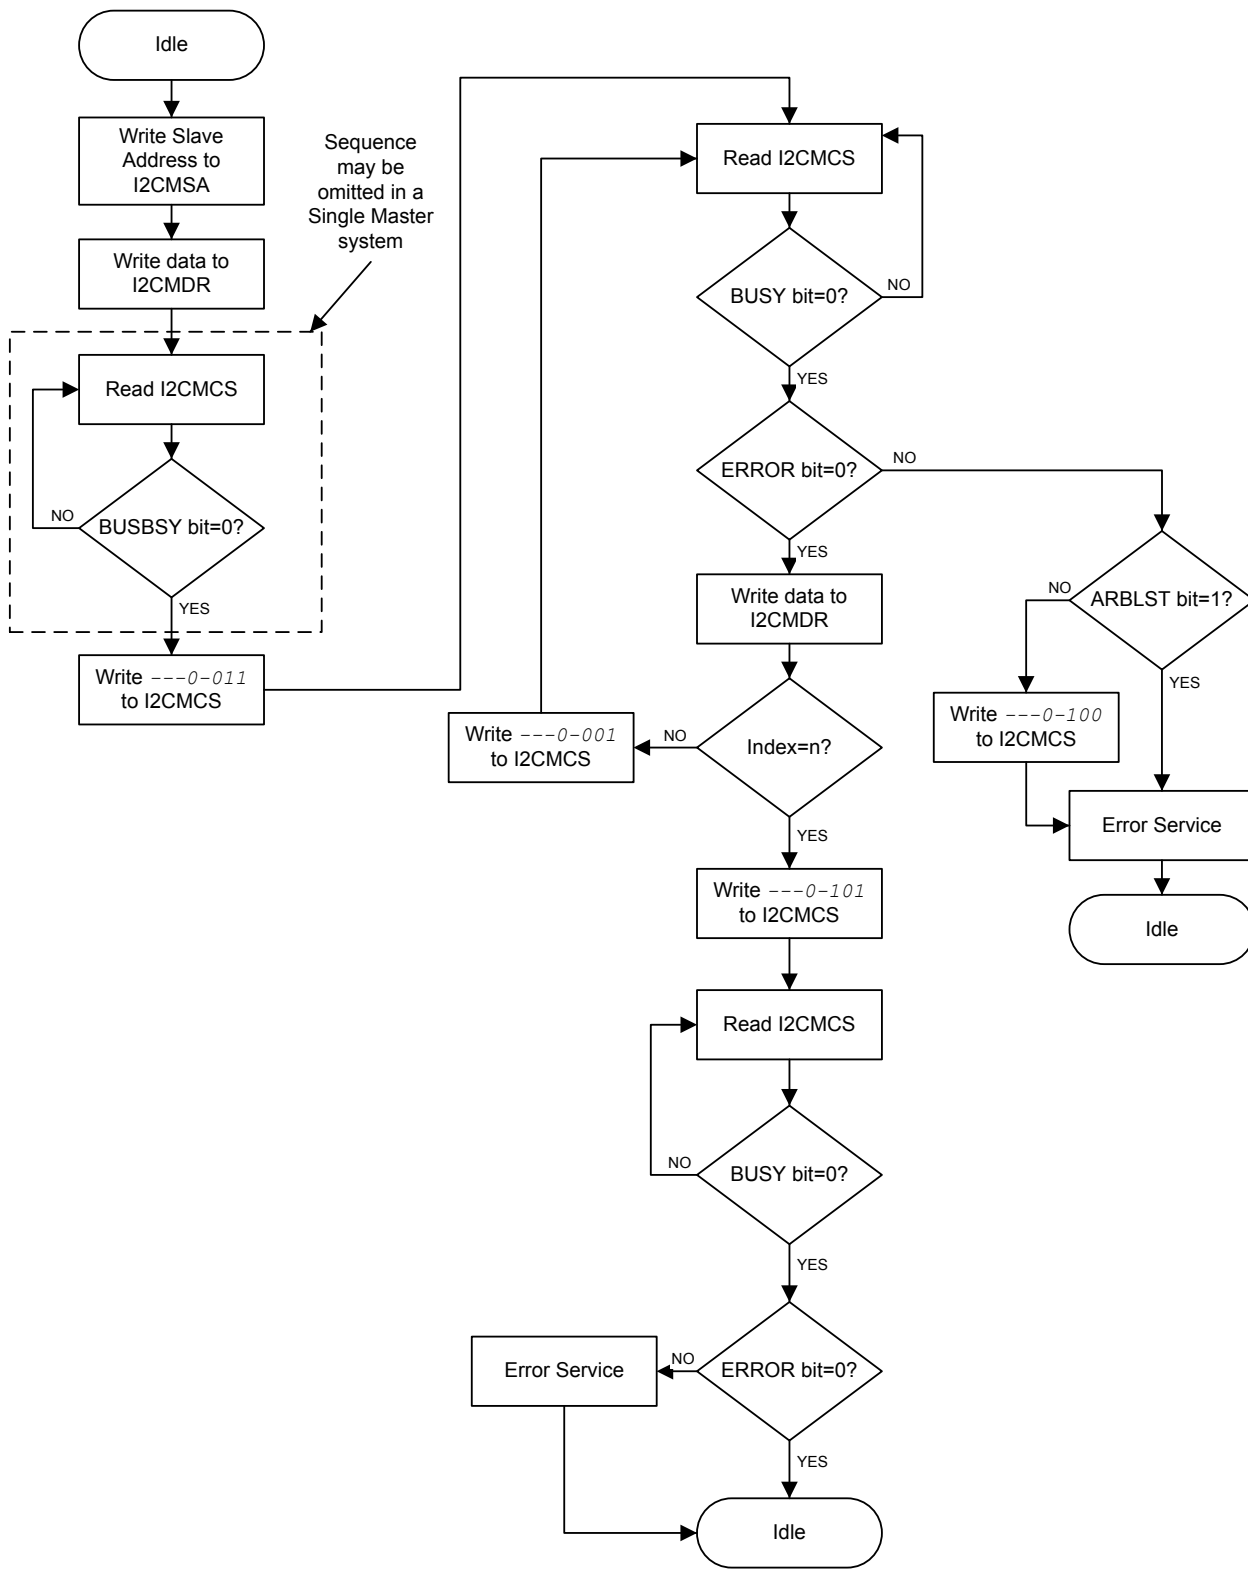 Idle
Write Slave
Address to
I2CMSA
Write data to
I2CMDR
Sequence
may be
omitted in a
Single Master
system
Read I2CMCS
BUSBSY bit=0?
NO
YES
Write ---0-011
to I2CMCS
Read I2CMCS
BUSY bit=0?
NO
YES
ERROR bit=0?
NO
YES
Write data to
I2CMDR
Index=n?
NO
Write ---0-001
to I2CMCS
YES
ARBLST bit=1?
NO
YES
Write ---0-100
to I2CMCS
Error Service
Idle
Write ---0-101
to I2CMCS
Read I2CMCS
BUSY bit=0?
NO
YES
ERROR bit=0?
NO
Error Service
YES
Idle